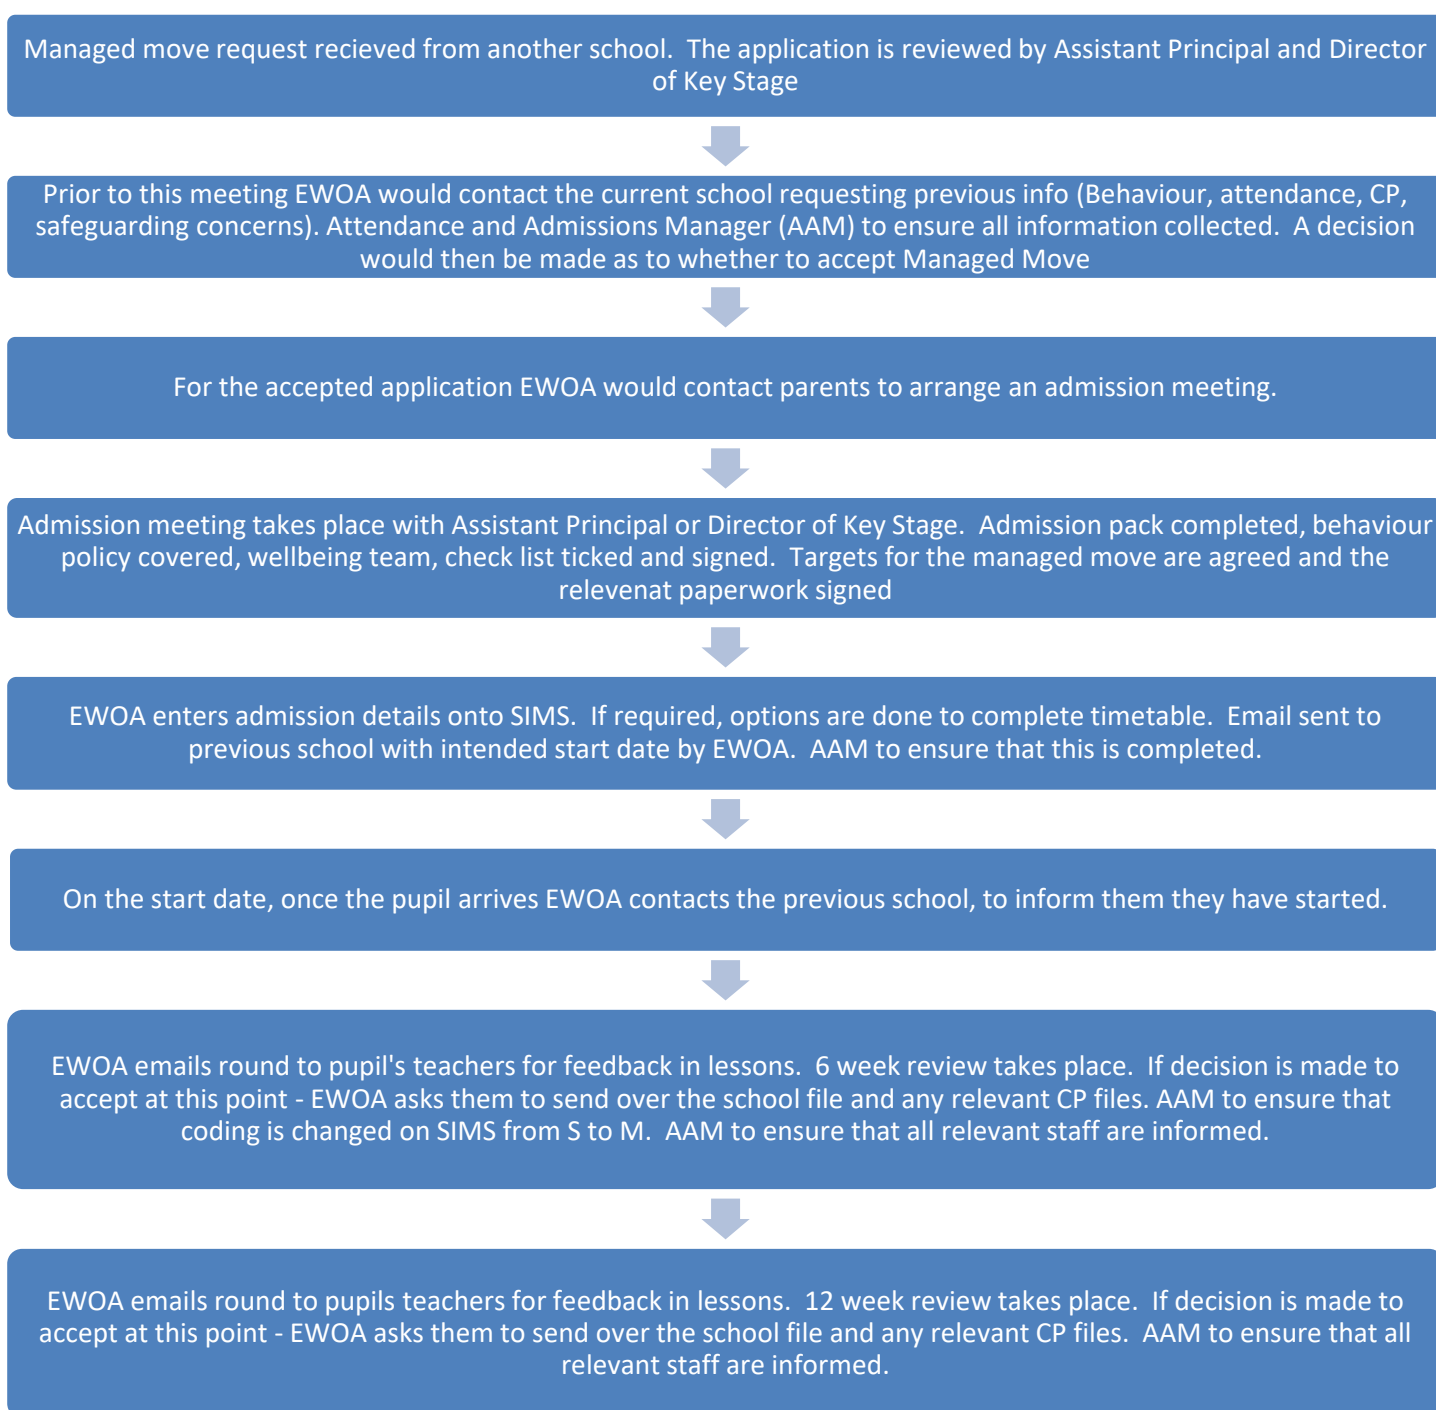 Managed move request recieved from another school.  The application is reviewed by Assistant Principal and Director
of Key Stage
Prior to this meeting EWOA would contact the current school requesting previous info (Behaviour, attendance, CP,
safeguarding concerns). Attendance and Admissions Manager (AAM) to ensure all information collected.  A decision
would then be made as to whether to accept Managed Move
For the accepted application EWOA would contact parents to arrange an admission meeting.
Admission meeting takes place with Assistant Principal or Director of Key Stage.  Admission pack completed, behaviour
policy covered, wellbeing team, check list ticked and signed.  Targets for the managed move are agreed and the
relevenat paperwork signed
EWOA enters admission details onto SIMS.  If required, options are done to complete timetable.  Email sent to
previous school with intended start date by EWOA.  AAM to ensure that this is completed.
On the start date, once the pupil arrives EWOA contacts the previous school, to inform them they have started.
EWOA emails round to pupil's teachers for feedback in lessons.  6 week review takes place.  If decision is made to
accept at this point - EWOA asks them to send over the school file and any relevant CP files. AAM to ensure that
coding is changed on SIMS from S to M.  AAM to ensure that all relevant staff are informed.
EWOA emails round to pupils teachers for feedback in lessons.  12 week review takes place.  If decision is made to
accept at this point - EWOA asks them to send over the school file and any relevant CP files.  AAM to ensure that all
relevant staff are informed.